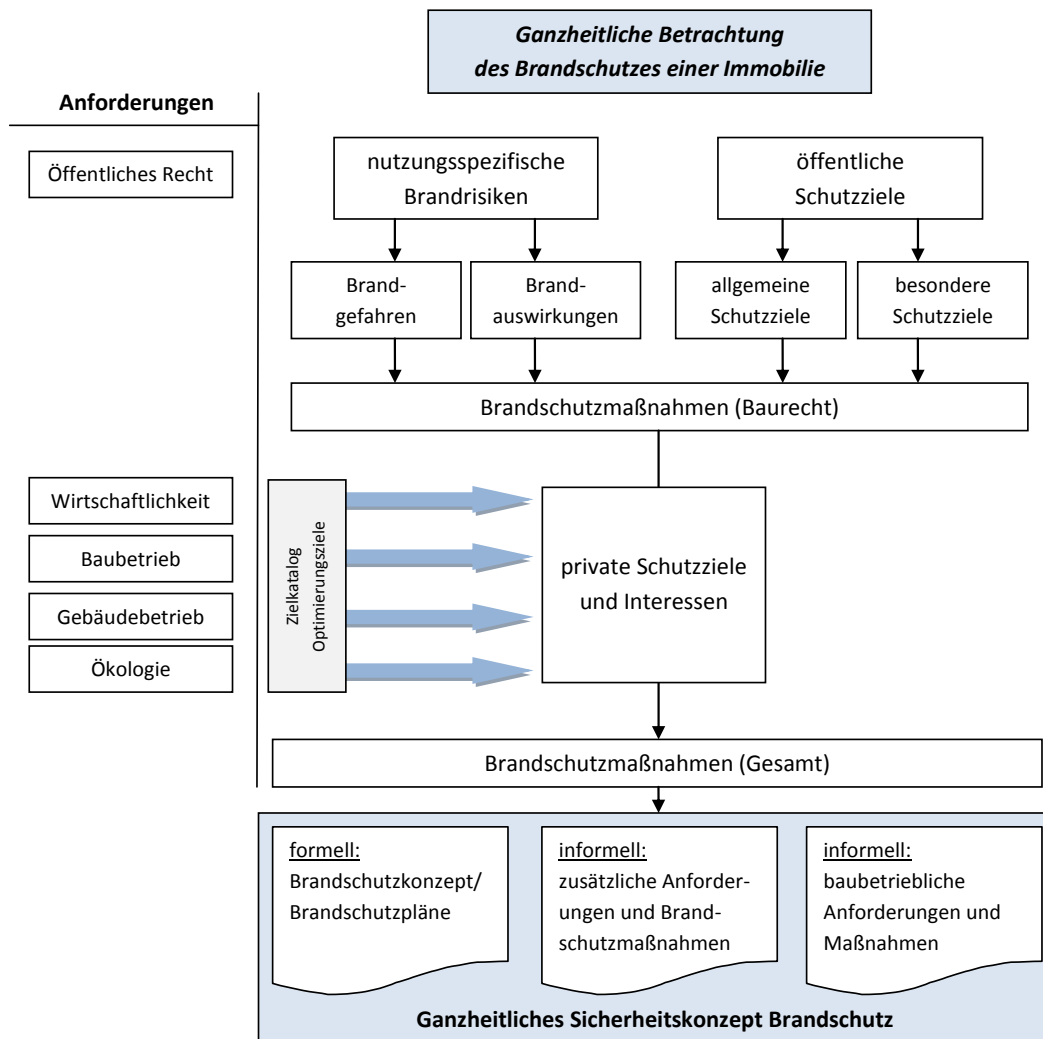 Ganzheitliche Betrachtung
des Brandschutzes einer Immobilie
Anforderungen
Öffentliches Recht
nutzungsspezifische
Brandrisiken
öffentliche
Schutzziele
Brand-
gefahren
Brand-
auswirkungen
allgemeine
Schutzziele
besondere
Schutzziele
Brandschutzmaßnahmen (Baurecht)
Wirtschaftlichkeit
Baubetrieb
Gebäudebetrieb
Ökologie
Zielkatalog
Optimierungsziele
private Schutzziele
und Interessen
Brandschutzmaßnahmen (Gesamt)
formell:
Brandschutzkonzept/
Brandschutzpläne
informell:
zusätzliche Anforder-
ungen und Brand-
schutzmaßnahmen
informell:
baubetriebliche
Anforderungen und
Maßnahmen
Ganzheitliches Sicherheitskonzept Brandschutz